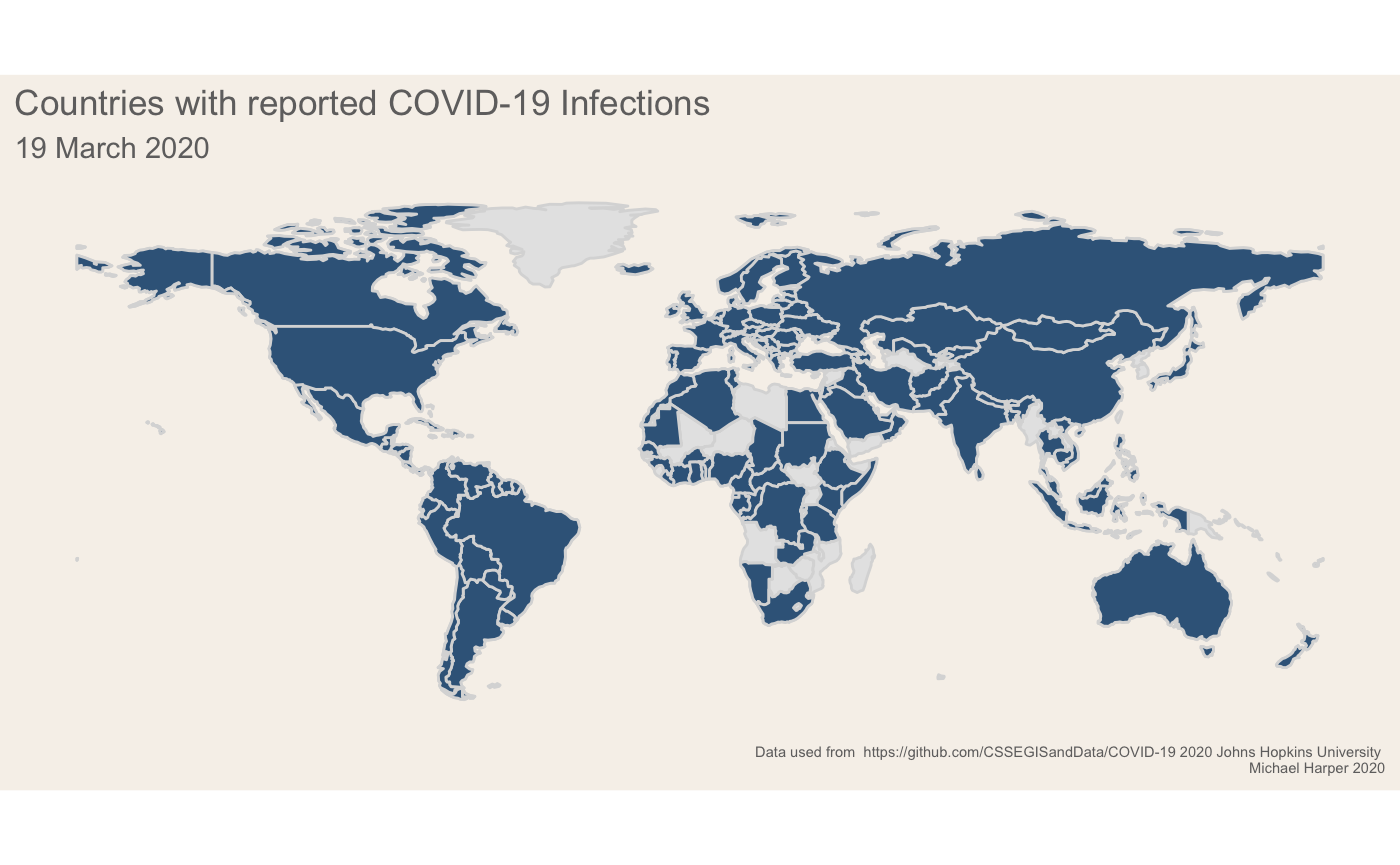 Countries with reported COVID-19 Infections
19 March 2020
Data used from  https://github.com/CSSEGISandData/COVID-19 2020 Johns Hopkins University
Michael Harper 2020